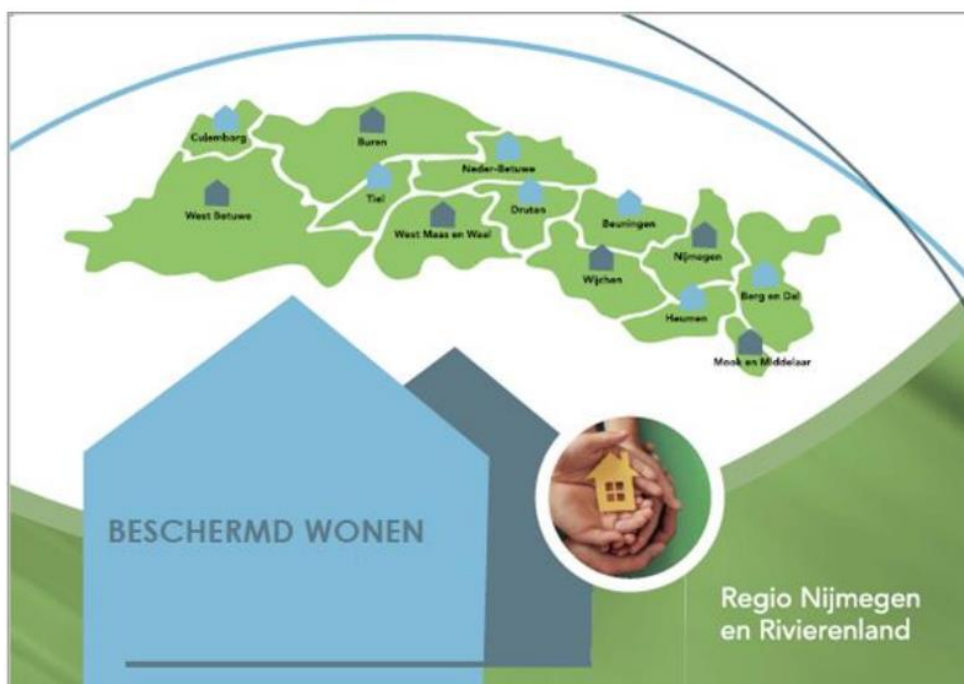 Culemborg
Buren
Neder-Betuwe
Tiel
West Betuwe
Druten
West Maas en Waal
Beuningen
Nijmegen
Wijchen
Berg en Dal
Heumen
Mook en Middelaar
BESCHERMD WONEN
Regio Nijmegen
en Rivierenland